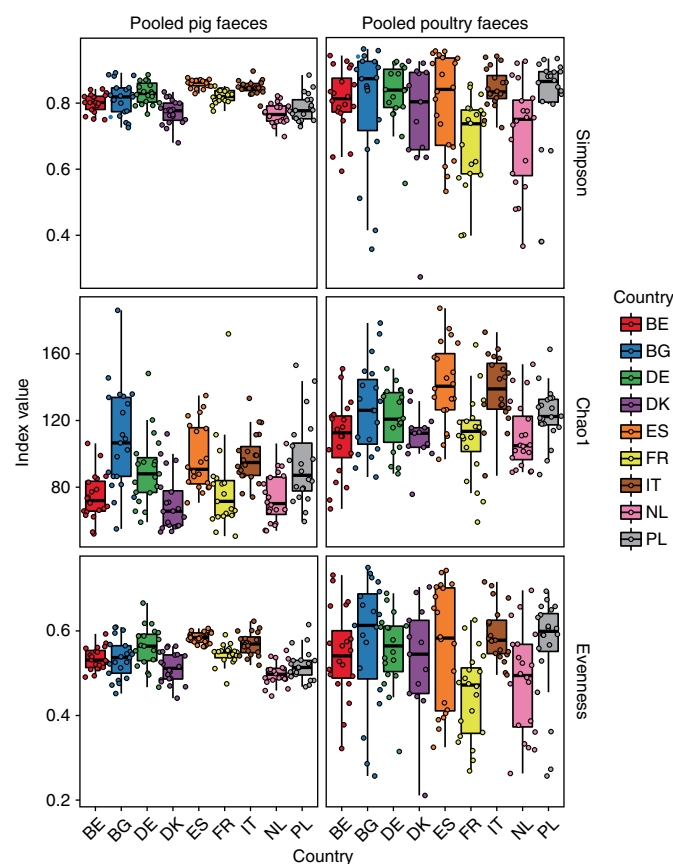 Pooled pig faeces Pooled poultry faeces
0.8
0.6
0.4
Simpson
160
120
80
Chao1
Index value
0.6
0.4
0.2
Evenness
BE BG DE DK ES FR IT NL PL BE BG DE DK ES FR IT NL PL
Country
Country
BE
BG
DE
DK
ES
FR
IT
NL
PL